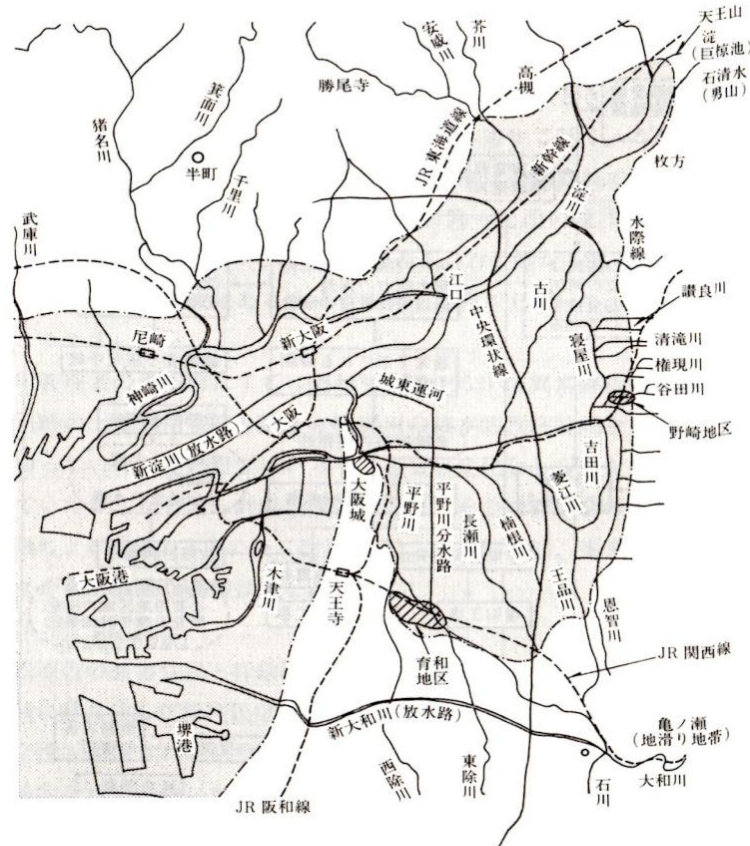 天王山
淀
(巨椋池)
石清水
(男山)
芥川
安威川
高槻
勝尾寺
箕面川
猪名川
半町
千里川
JR東海道線
新幹線
枚方
淀川
水際線
武庫川
江口
古川
讃良川
中央環状線
寝屋川
清滝川
権現川
谷田川
野崎地区
尼崎
新大阪
神崎川
城東運河
大阪
新淀川(放水路)
吉田川
菱江川
大阪城
平野川
平野川分水路
長瀬川
楠根川
大阪港
木津川
天王寺
玉品川
恩智川
育和
地区
JR関西線
新大和川(放水路)
亀ノ瀬
(地滑り地帯)
堺港
西除川
東除川
石川
大和川
JR阪和線